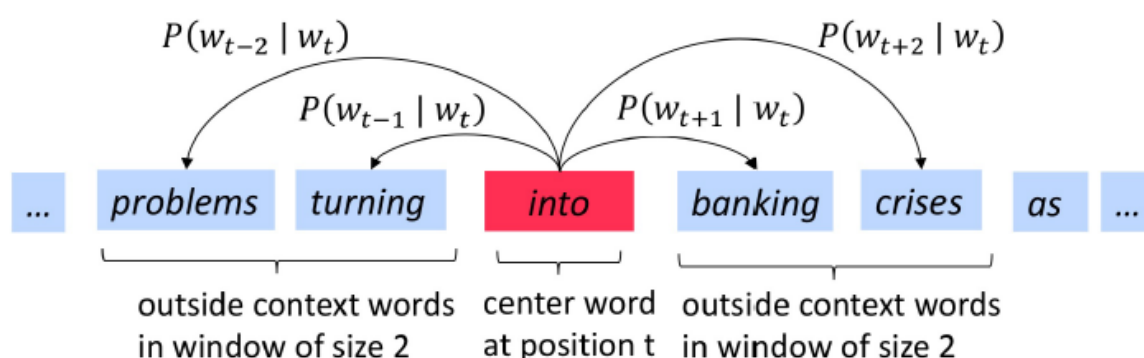 P(w_{t-2} | w_t) P(w_{t+2} | w_t)
P(w_{t-1} | w_t) P(w_{t+1} | w_t)
... problems turning into banking crises as ...
outside context words center word outside context words
in window of size 2 at position t in window of size 2